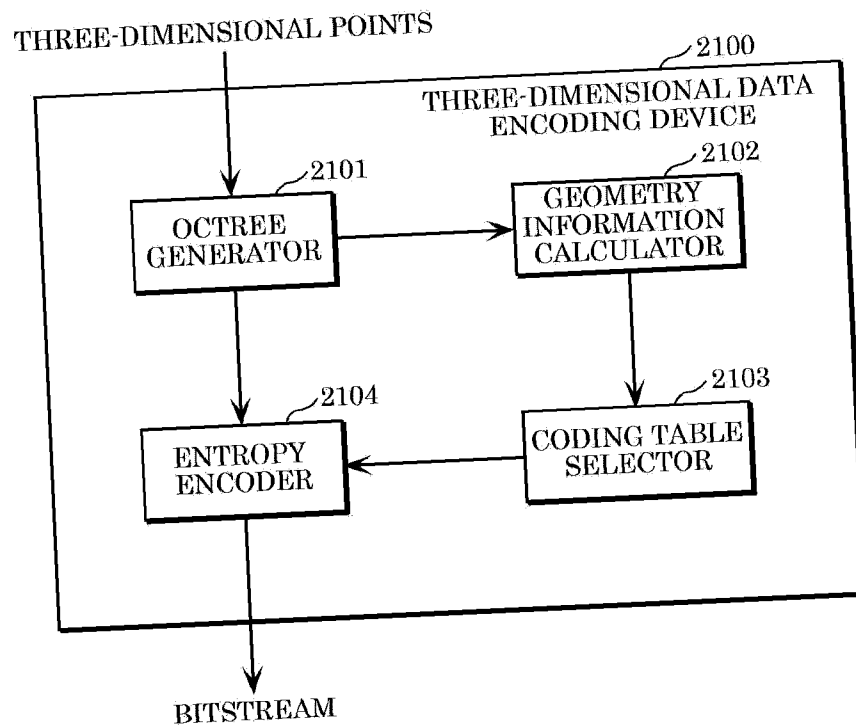 THREE-DIMENSIONAL POINTS
2100
THREE-DIMENSIONAL DATA
ENCODING DEVICE
2101
OCTREE
GENERATOR
2102
GEOMETRY
INFORMATION
CALCULATOR
2104
ENTROPY
ENCODER
2103
CODING TABLE
SELECTOR
BITSTREAM